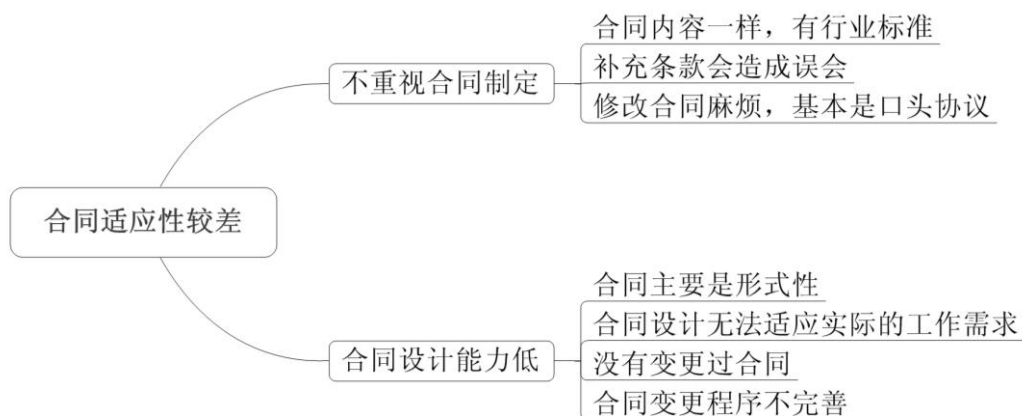 合同内容一样，有行业标准
不重视合同制定
补充条款会造成误会
修改合同麻烦，基本是口头协议
合同适应性较差
合同主要是形式性
合同设计无法适应实际的工作需求
合同设计能力低
没有变更过合同
合同变更程序不完善